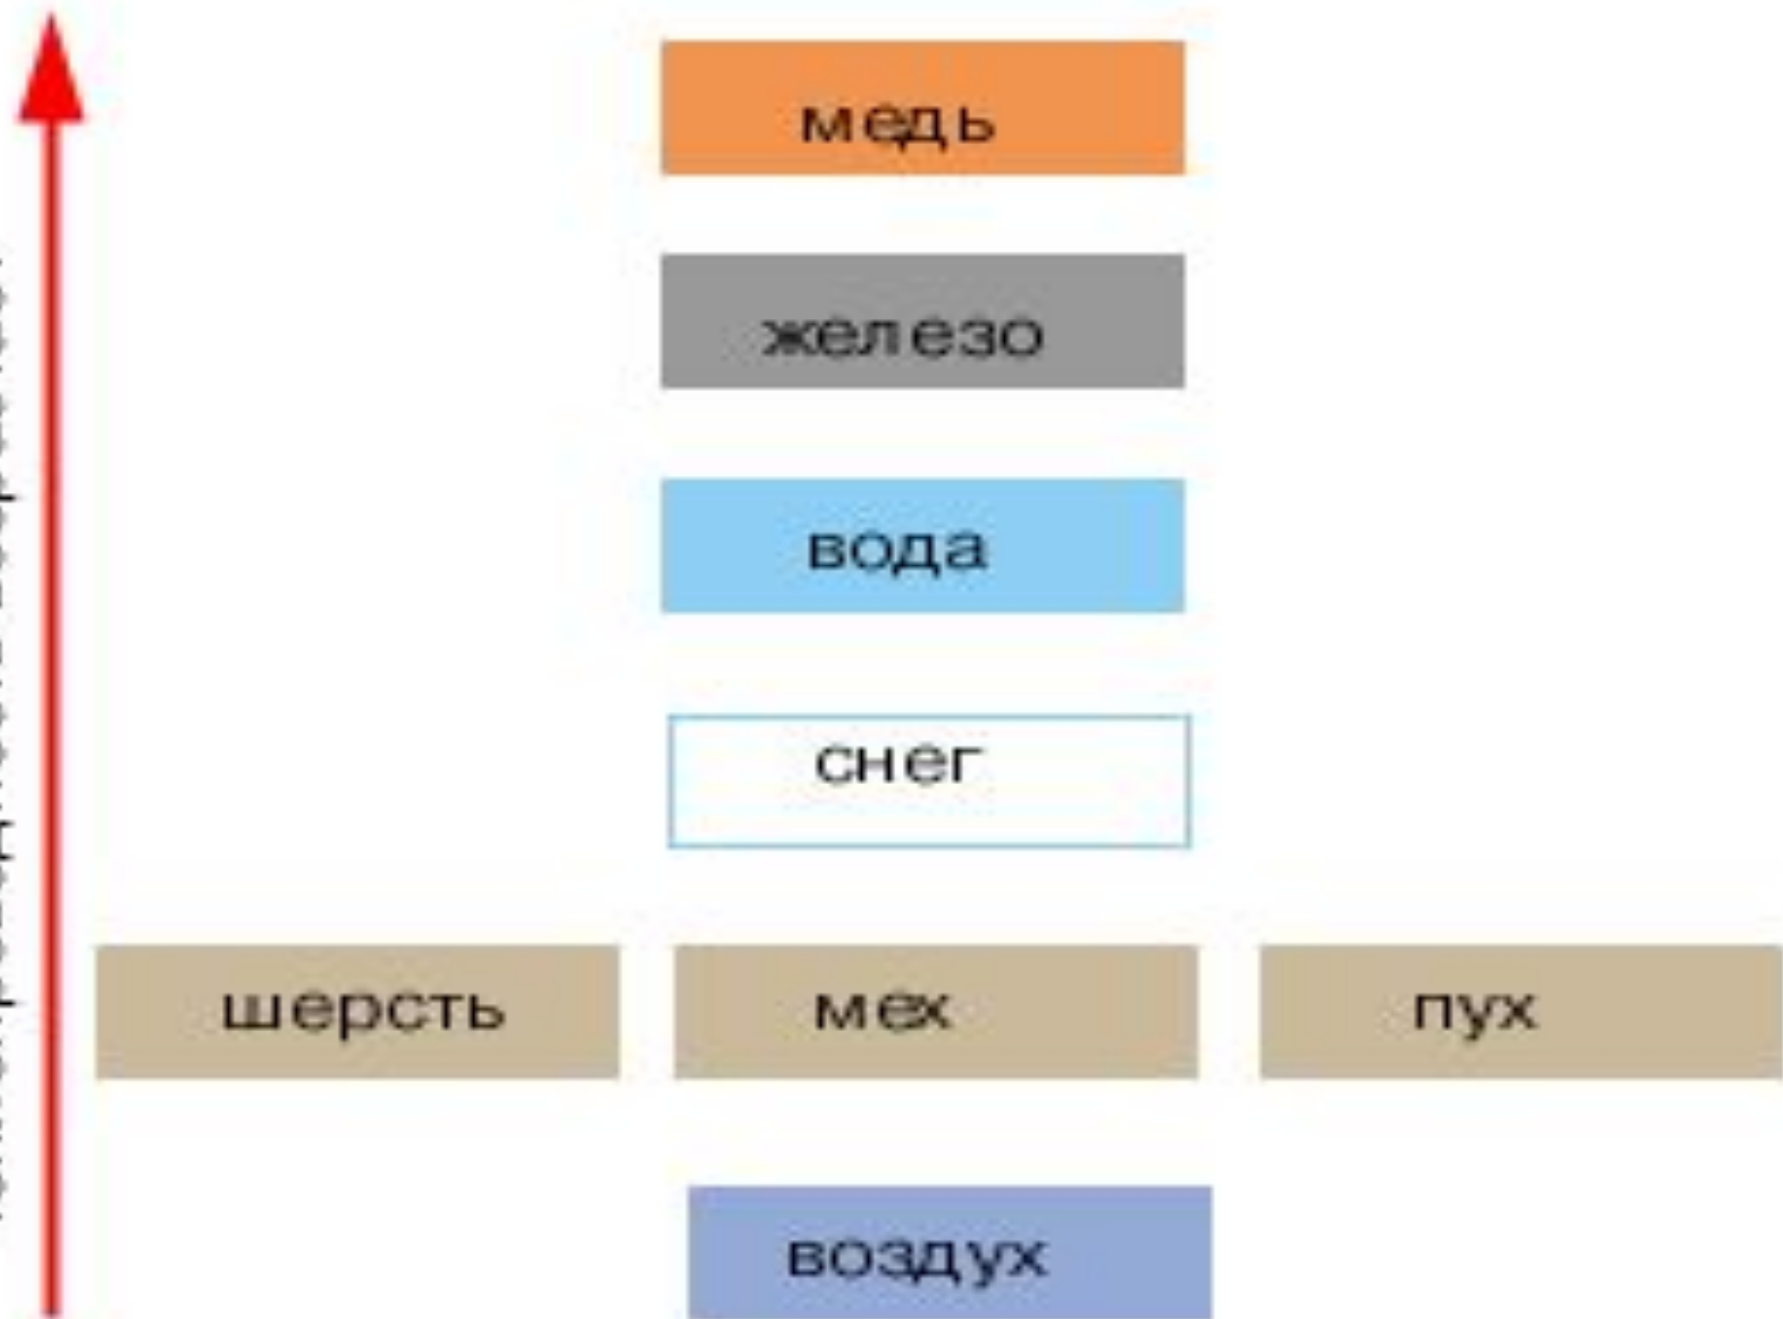 медь
железо
вода
снег
шерсть мех пух
воздух